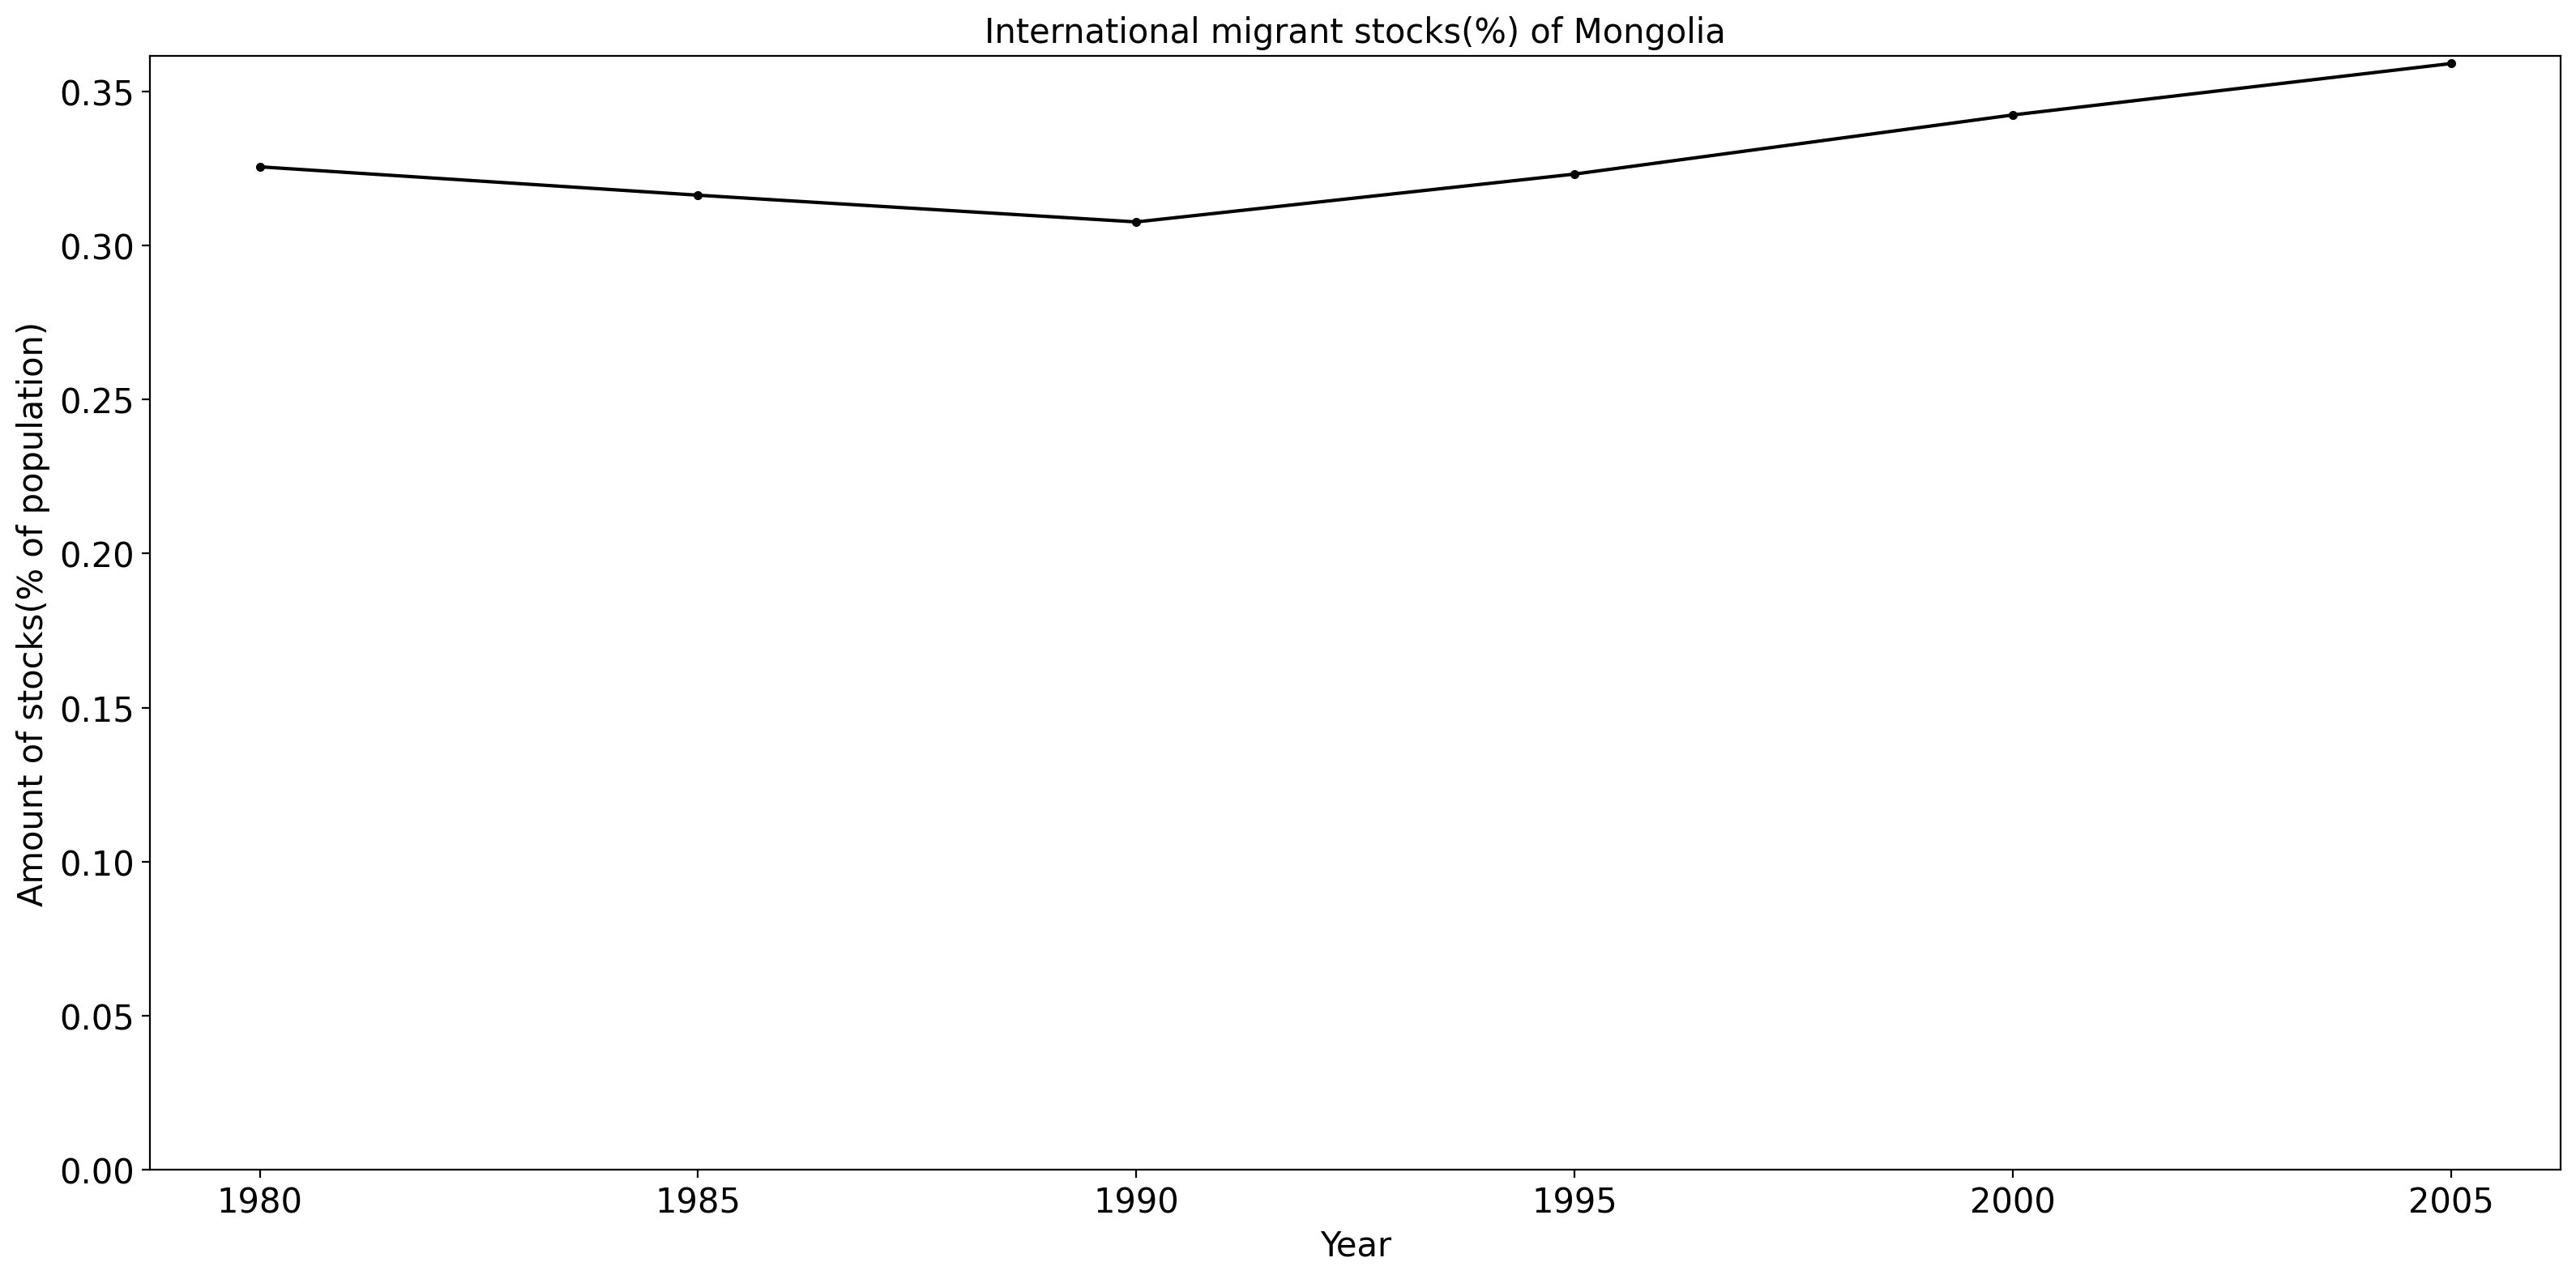 International migrant stocks(%) of Mongolia
Amount of stocks(% of population)
0.35
0.30
0.25
0.20
0.15
0.10
0.05
0.00
1980 1985 1990 1995 2000 2005
Year